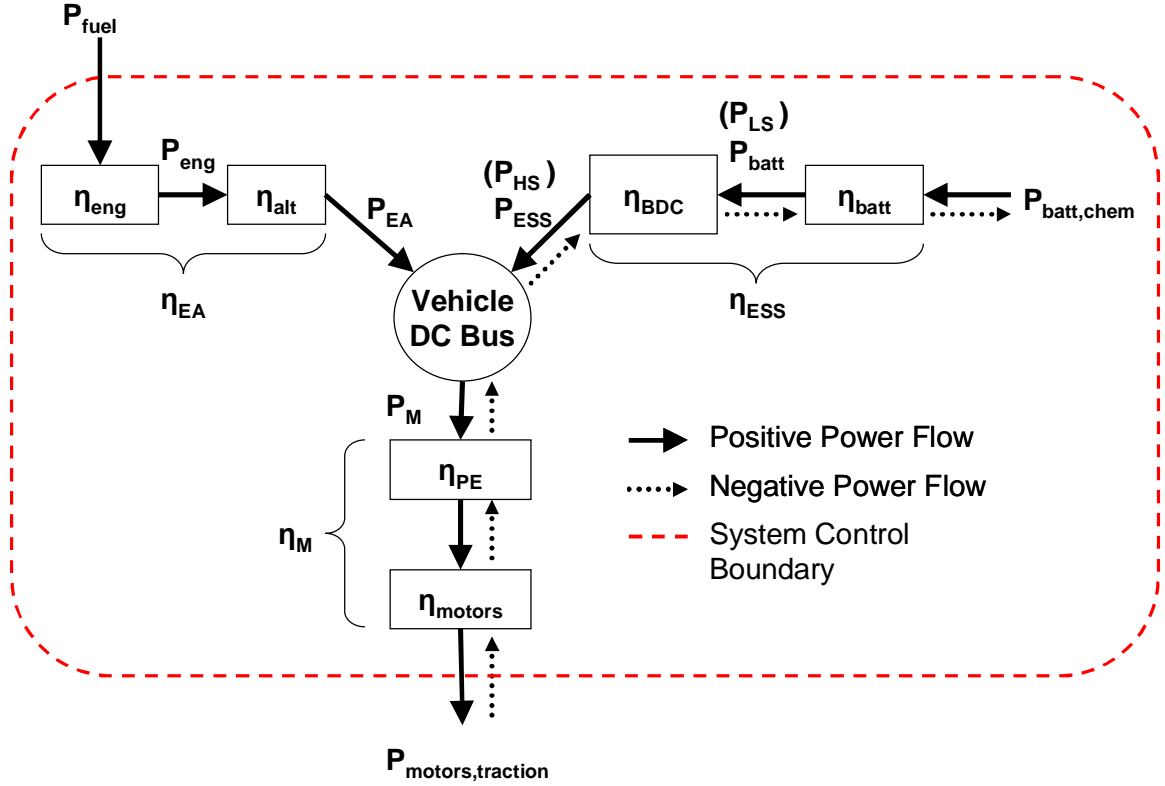 P_fuel
P_eng
η_eng
η_alt
η_EA
P_EA
(P_HS)
P_ESS
(P_LS)
P_batt
η_BDC
η_batt
P_batt,chem
η_ESS
Vehicle
DC Bus
P_M
η_PE
η_M
η_motors
P_motors,traction
Positive Power Flow
Negative Power Flow
System Control
Boundary